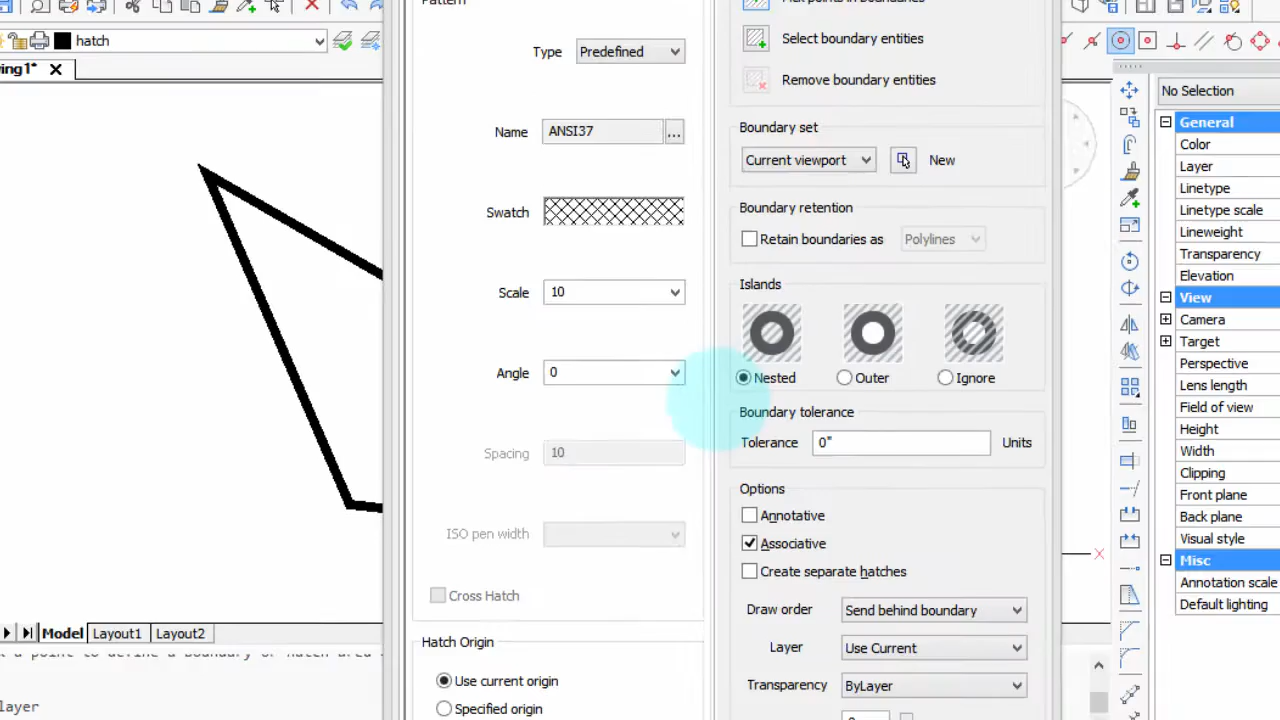 Pattern
Select boundary entities
hatch
No Selection
Type Predefined
wing1*
Remove boundary entities
General
Name ANSI37 ...
Boundary set
Color
Current viewport New
Layer
Linetype
Swatch
Boundary retention
Linetype scale
Retain boundaries as Polylines
Lineweight
Transparency
Elevation
Scale 10
Islands
View
Camera
Target
Perspective
Angle 0
Nested Outer Ignore
Lens length
Field of view
Boundary tolerance
Height
Spacing 10
Tolerance 0" Units
Width
Clipping
Options
Front plane
ISO pen width
Annotative
Back plane
Associative
Visual style
Create separate hatches
Misc
Cross Hatch
Annotation scale
Draw order Send behind boundary
Default lighting
Model Layout1 Layout2
Hatch Origin
Layer Use Current
Use current origin
Transparency ByLayer
Specified origin
layer